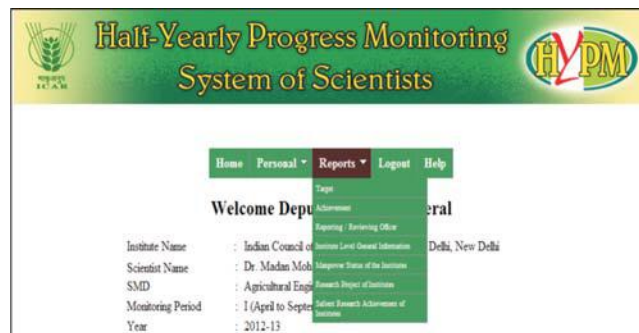 Half-Yearly Progress Monitoring
System of Scientists
ICAR
HYPM
Home Personal Reports Logout Help
Target
Achievement
Reporting / Reviewing Officer
Institute Level General Information
Manpower Status of the Institutes
Research Project of Institutes
Salient Research Achievement of
Institutes
Welcome Depu eral
Institute Name : Indian Council of Delhi, New Delhi
Scientist Name : Dr. Madan Moh
SMD : Agricultural Engi
Monitoring Period : I (April to Septe
Year : 2012-13